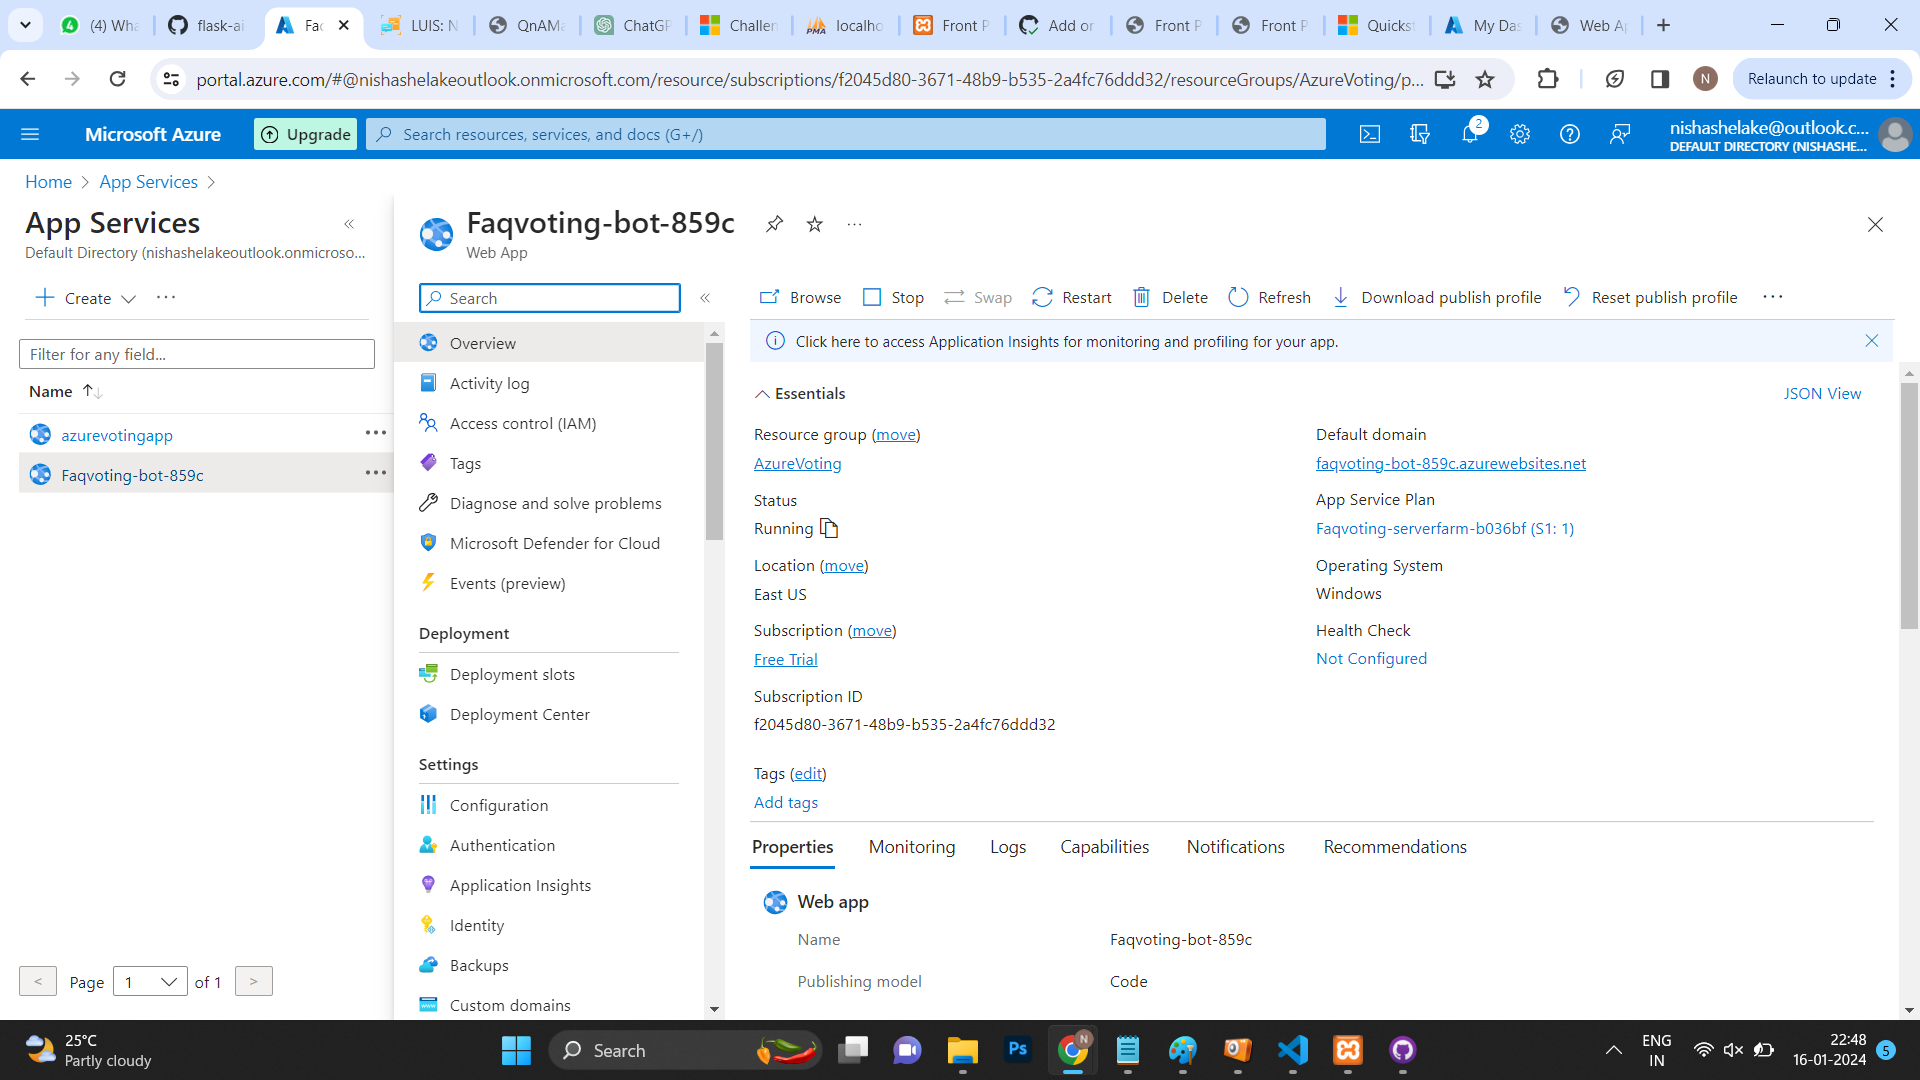 (4) Wha
flask-ai
Fac
LUIS: N
QnAMa
ChatGP
Challen
localho
Front P
Add or
Front P
Front P
Quickst
My Das
Web Ap
portal.azure.com/#@nishashelakeoutlook.onmicrosoft.com/resource/subscriptions/f2045d80-3671-48b9-b535-2a4fc76ddd32/resourceGroups/AzureVoting/p...
N
Relaunch to update
Microsoft Azure
Upgrade
Search resources, services, and docs (G+/)
2
nishashelake@outlook.c...
DEFAULT DIRECTORY (NISHASHE...
Home > App Services >
App Services
Default Directory (nishashelakeoutlook.onmicroso...
Create
Filter for any field...
Name
azurevotingapp
Faqvoting-bot-859c
< Page 1 of 1 >
Faqvoting-bot-859c
Web App
Search
Overview
Activity log
Access control (IAM)
Tags
Diagnose and solve problems
Microsoft Defender for Cloud
Events (preview)
Deployment
Deployment slots
Deployment Center
Settings
Configuration
Authentication
Application Insights
Identity
Backups
Custom domains
Browse Stop Swap Restart Delete Refresh Download publish profile Reset publish profile
Click here to access Application Insights for monitoring and profiling for your app.
Essentials
JSON View
Resource group (move)
AzureVoting
Status
Running
Location (move)
East US
Subscription (move)
Free Trial
Subscription ID
f2045d80-3671-48b9-b535-2a4fc76ddd32
Tags (edit)
Add tags
Default domain
faqvoting-bot-859c.azurewebsites.net
App Service Plan
Faqvoting-serverfarm-b036bf (S1: 1)
Operating System
Windows
Health Check
Not Configured
Properties Monitoring Logs Capabilities Notifications Recommendations
Web app
Name Faqvoting-bot-859c
Publishing model Code
25°C
Partly cloudy
Search
Ps
N
ENG
IN
22:48
16-01-2024
5